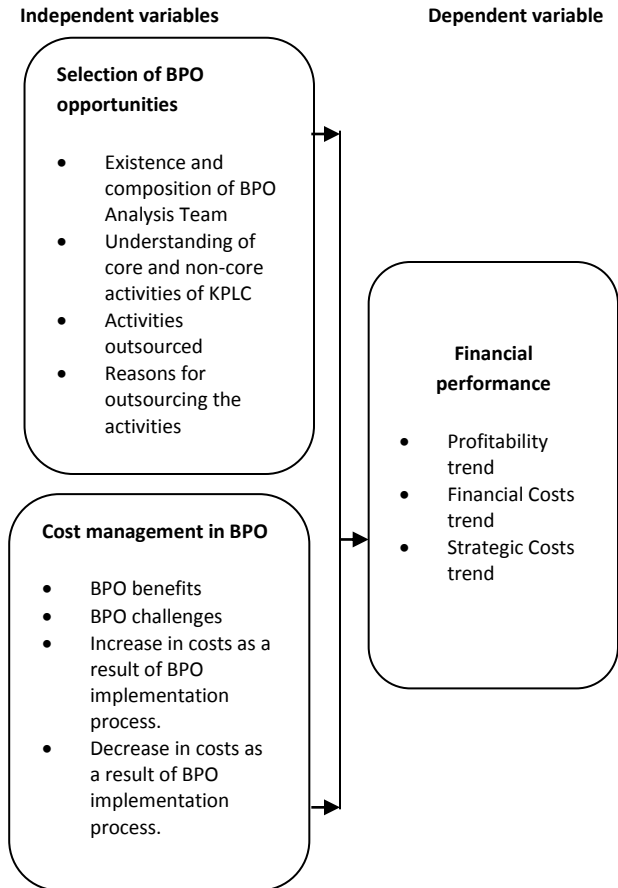 Independent variables
Dependent variable
Selection of BPO
opportunities
• Existence and
composition of BPO
Analysis Team
• Understanding of
core and non-core
activities of KPLC
• Activities
outsourced
• Reasons for
outsourcing the
activities
Cost management in BPO
• BPO benefits
• BPO challenges
• Increase in costs as a
result of BPO
implementation
process.
• Decrease in costs as
a result of BPO
implementation
process.
Financial
performance
• Profitability
trend
• Financial Costs
trend
• Strategic Costs
trend